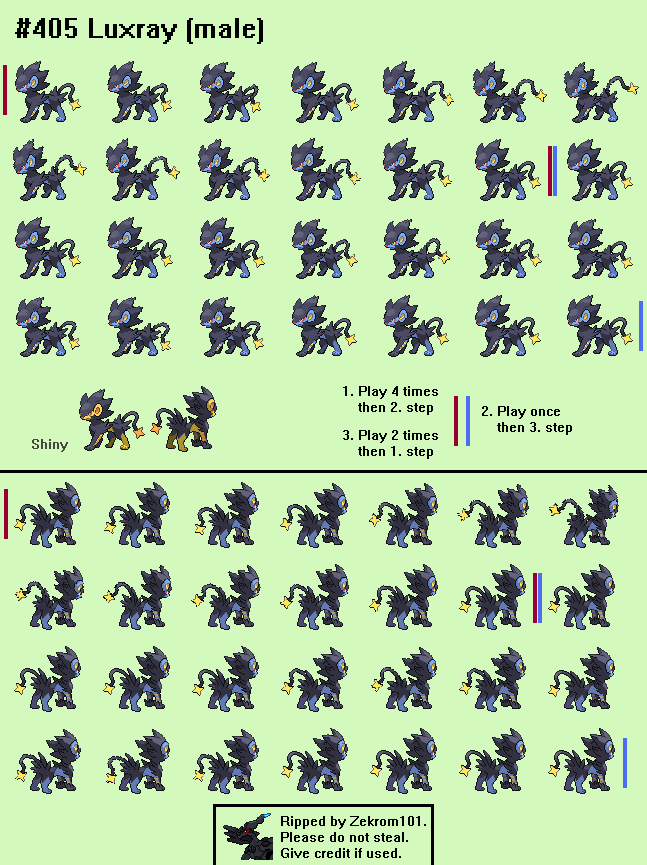 #405 Luxray (male)
Shiny
1. Play 4 times
then 2. step
3. Play 2 times
then 1. step
2. Play once
then 3. step
Ripped by Zekrom101.
Please do not steal.
Give credit if used.